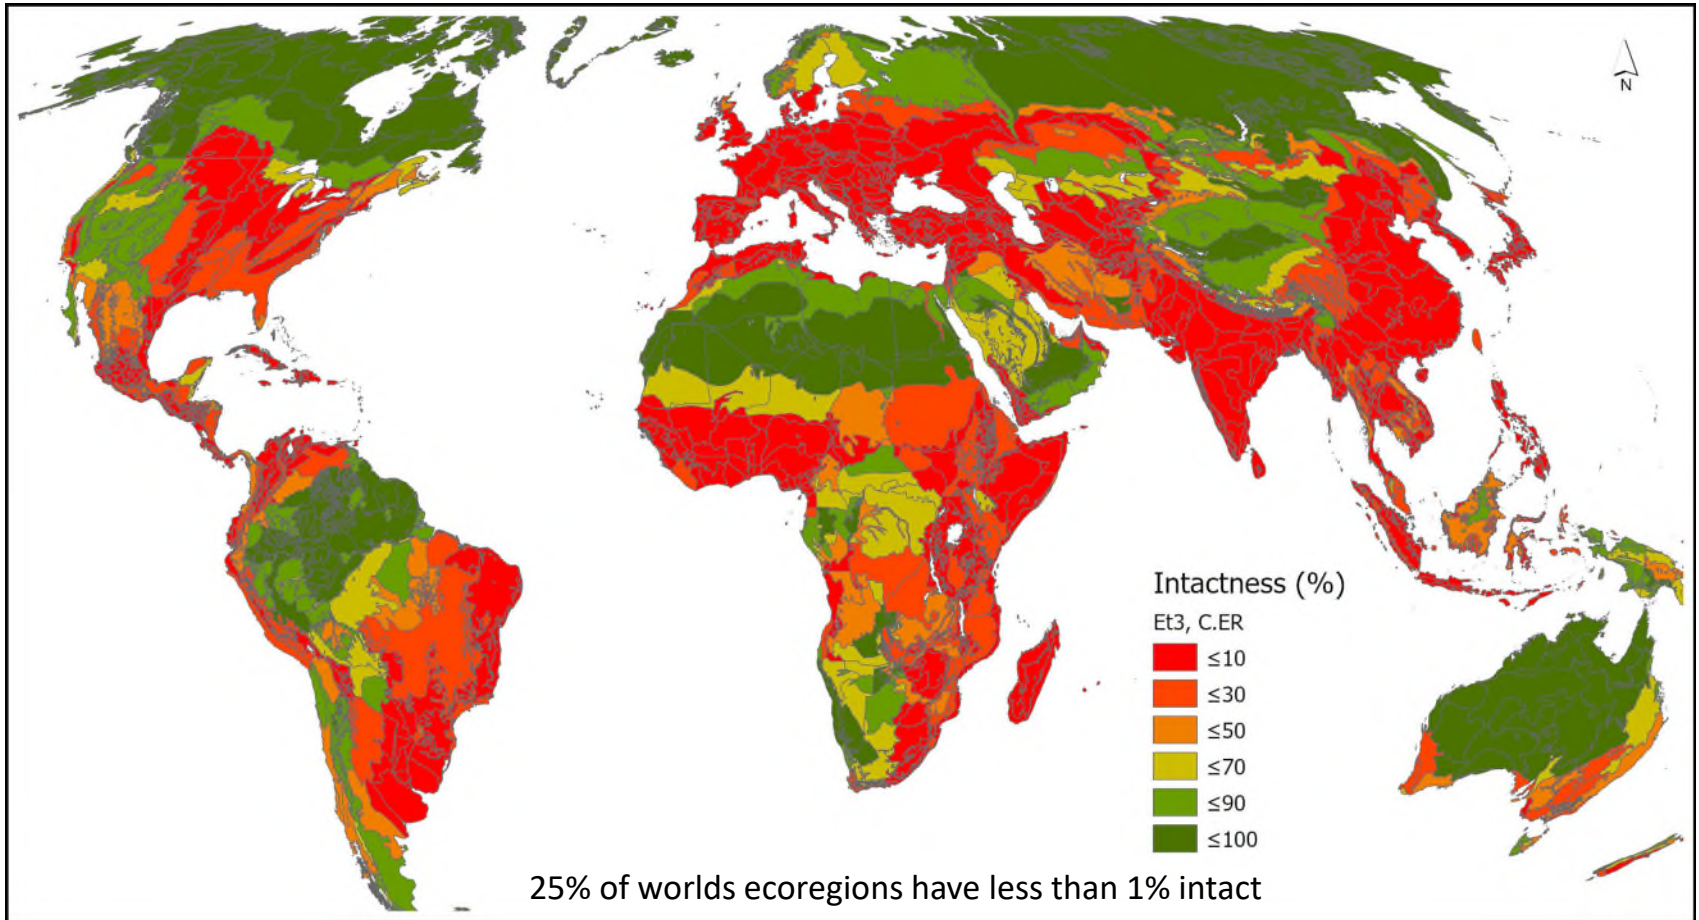 N
Intactness (%)
Et3, C.ER
≤10
≤30
≤50
≤70
≤90
≤100
25% of worlds ecoregions have less than 1% intact